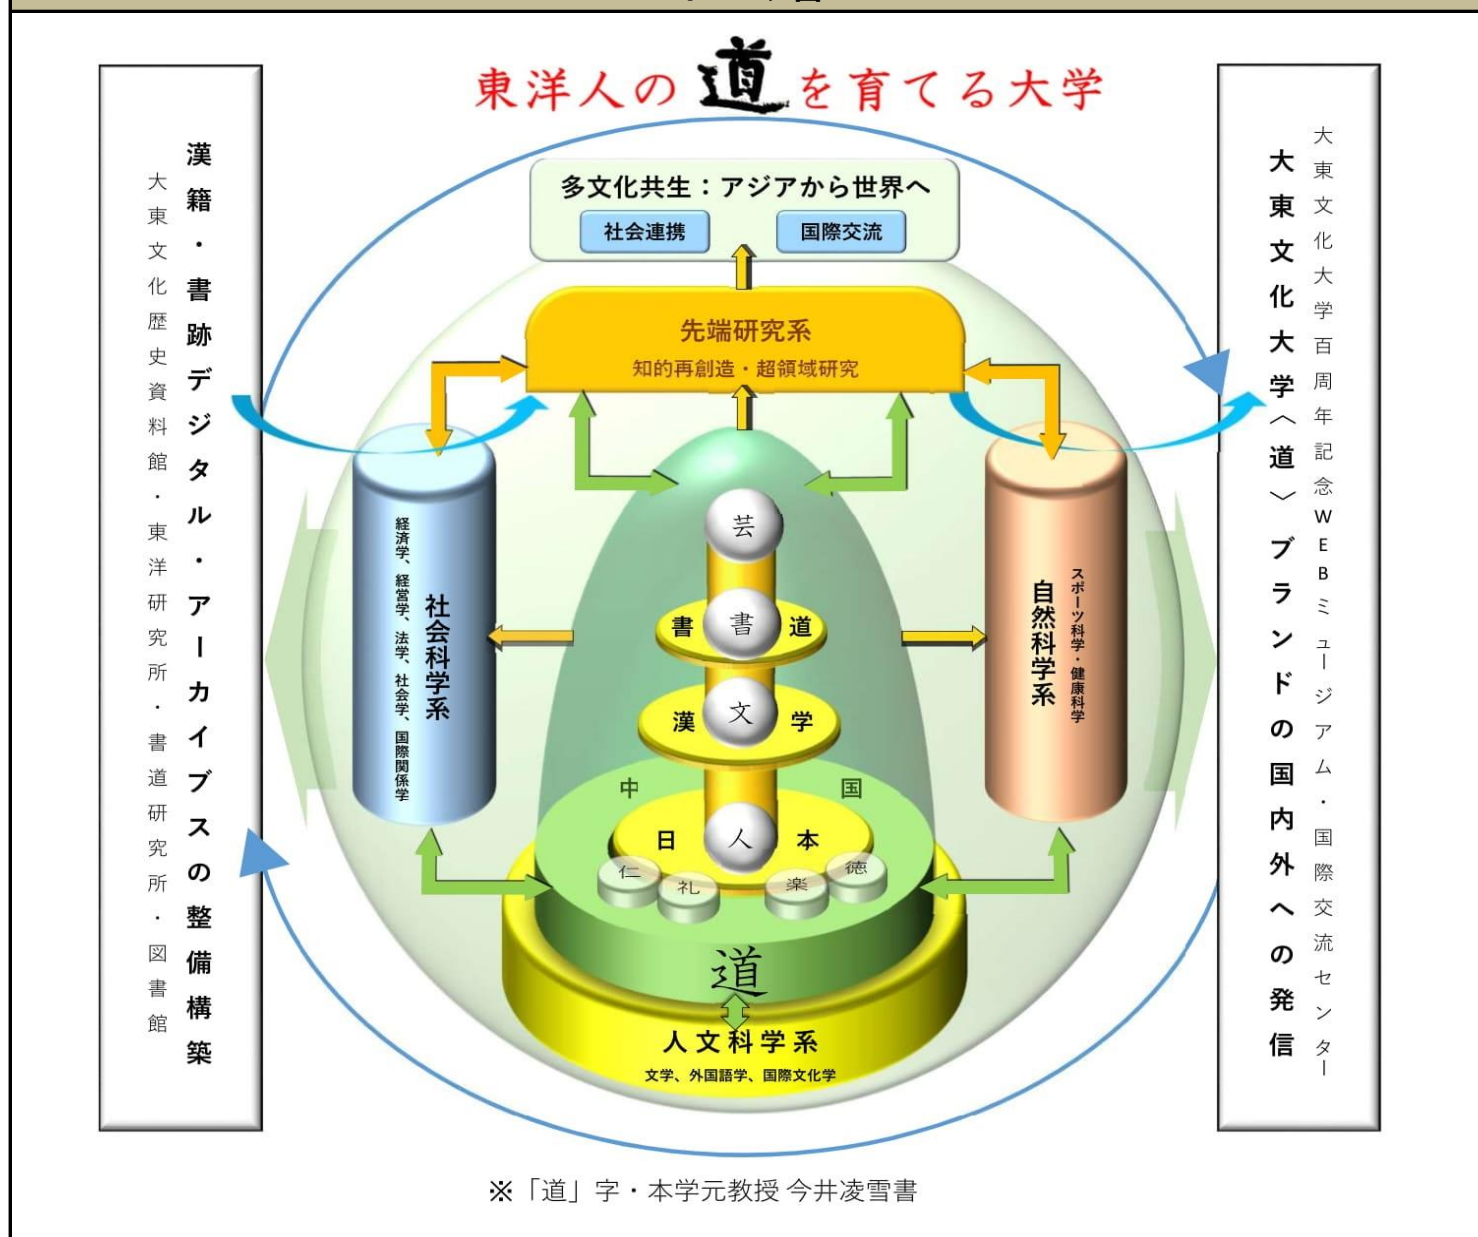 東洋人の道を育てる大学
漢籍・書跡デジタル・アーカイブスの整備構築
大東文化歴史資料館・東洋研究所・書道研究所・図書館
多文化共生：アジアから世界へ
社会連携
国際交流
先端研究系
知的再創造・超領域研究
社会科学系
経済学、経営学、法学、社会学、国際関係学
芸
書 書 道
漢 文 学
中 国
日 人 本
仁 礼 楽 徳
道
人文科学系
文学、外国語学、国際文化学
スポーツ科学・健康科学
自然科学系
大東文化大学百周年記念WEBミュージアム・国際交流センター
大東文化大学〈道〉ブランドの国内外への発信
※「道」字・本学元教授 今井凌雪書